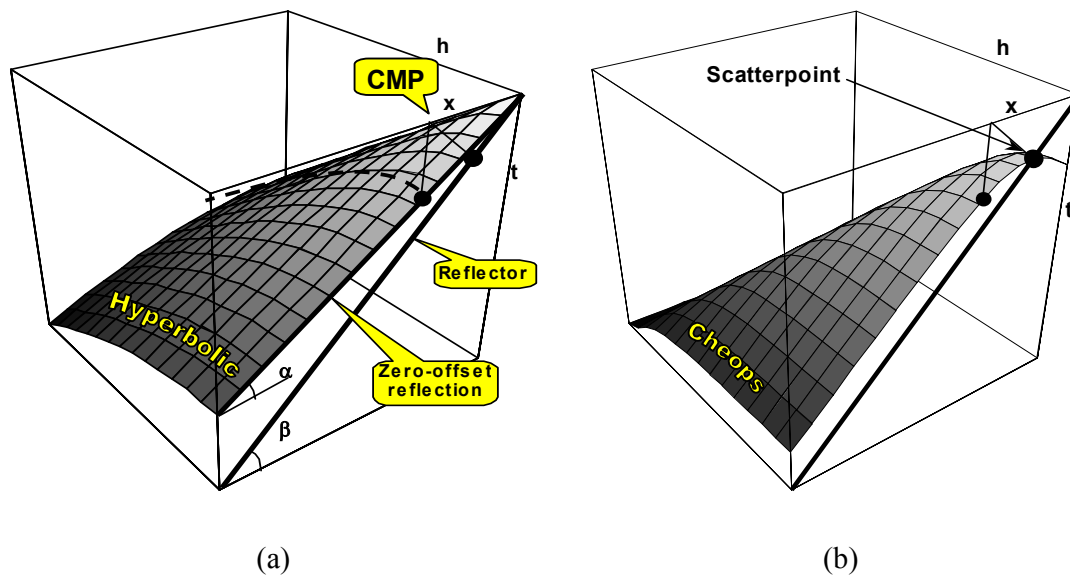 h
CMP
x
t
Reflector
Hyperbolic
Zero-offset
reflection
α
β
(a)
h
Scatterpoint
x
t
Cheops
(b)